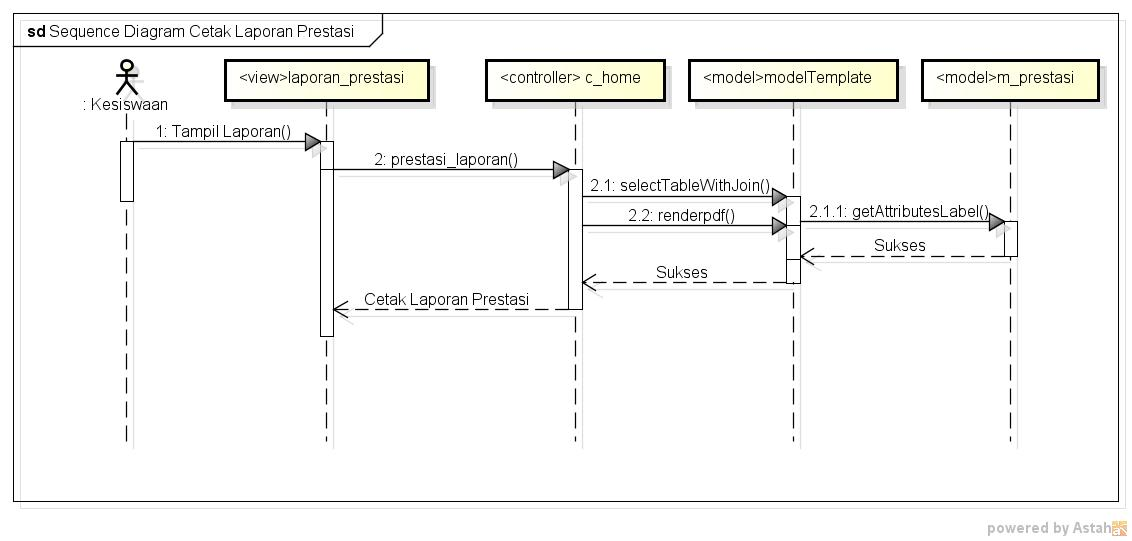 sd Sequence Diagram Cetak Laporan Prestasi
: Kesiswaan
<view>laporan_prestasi
<controller> c_home
<model>modelTemplate
<model>m_prestasi
1: Tampil Laporan()
2: prestasi_laporan()
2.1: selectTableWithJoin()
2.2: renderpdf()
2.1.1: getAttributesLabel()
Sukses
Sukses
Cetak Laporan Prestasi
powered by Astah